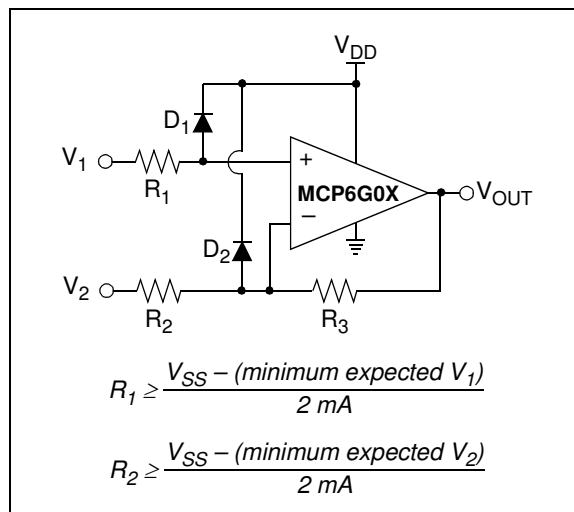 V_DD
D_1
V_1
R_1
+
MCP6G0X
V_OUT
–
D_2
V_2
R_2
R_3
R_1 ≥ V_SS – (minimum expected V_1) / 2 mA
R_2 ≥ V_SS – (minimum expected V_2) / 2 mA